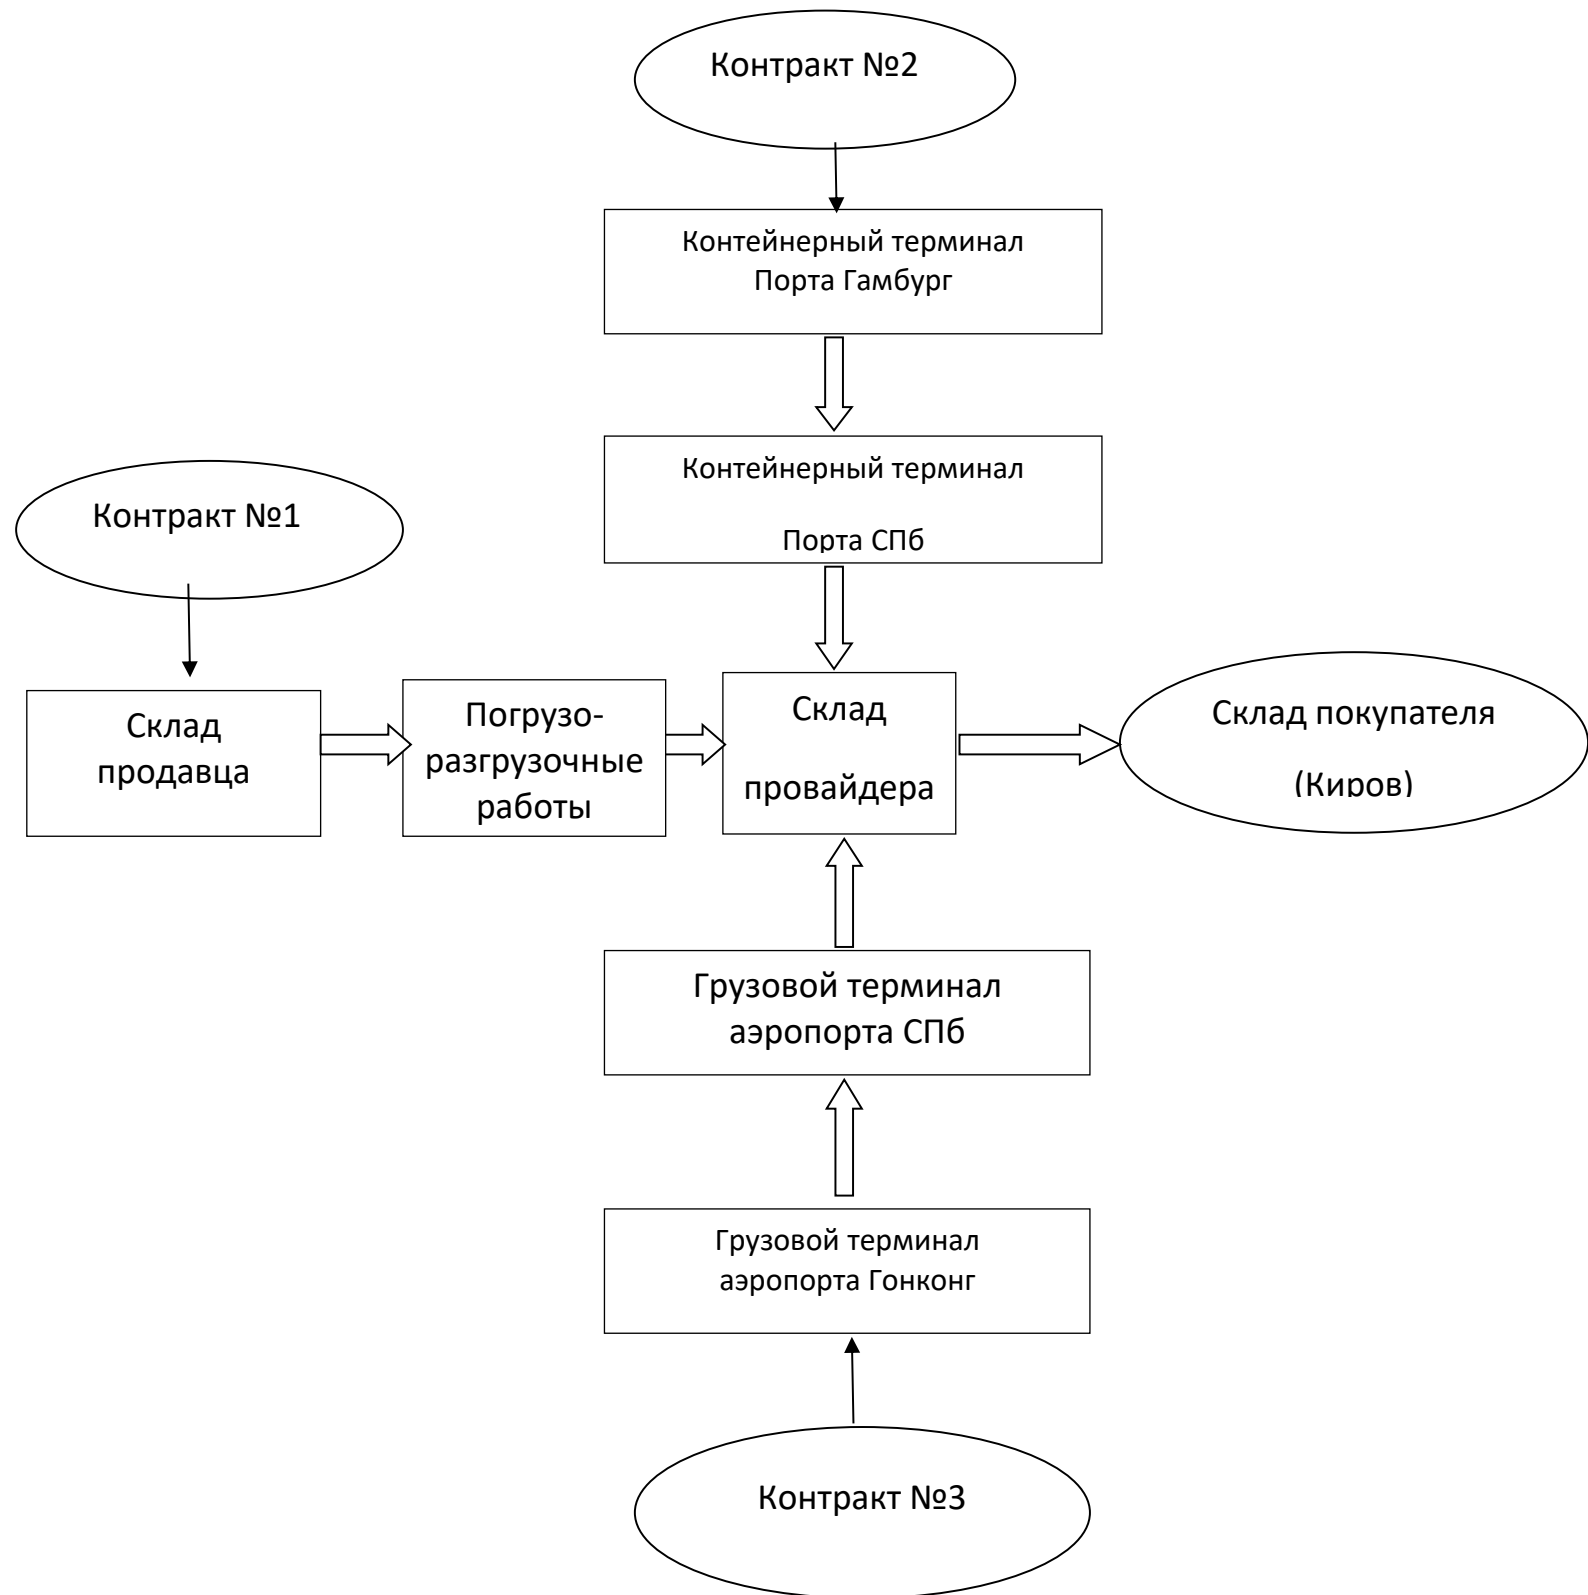 Контракт №2
Контейнерный терминал
Порта Гамбург
Контейнерный терминал
Порта СПб
Контракт №1
Склад
продавца
Погрузо-
разгрузочные
работы
Склад
провайдера
Склад покупателя
(Киров)
Грузовой терминал
аэропорта СПб
Грузовой терминал
аэропорта Гонконг
Контракт №3